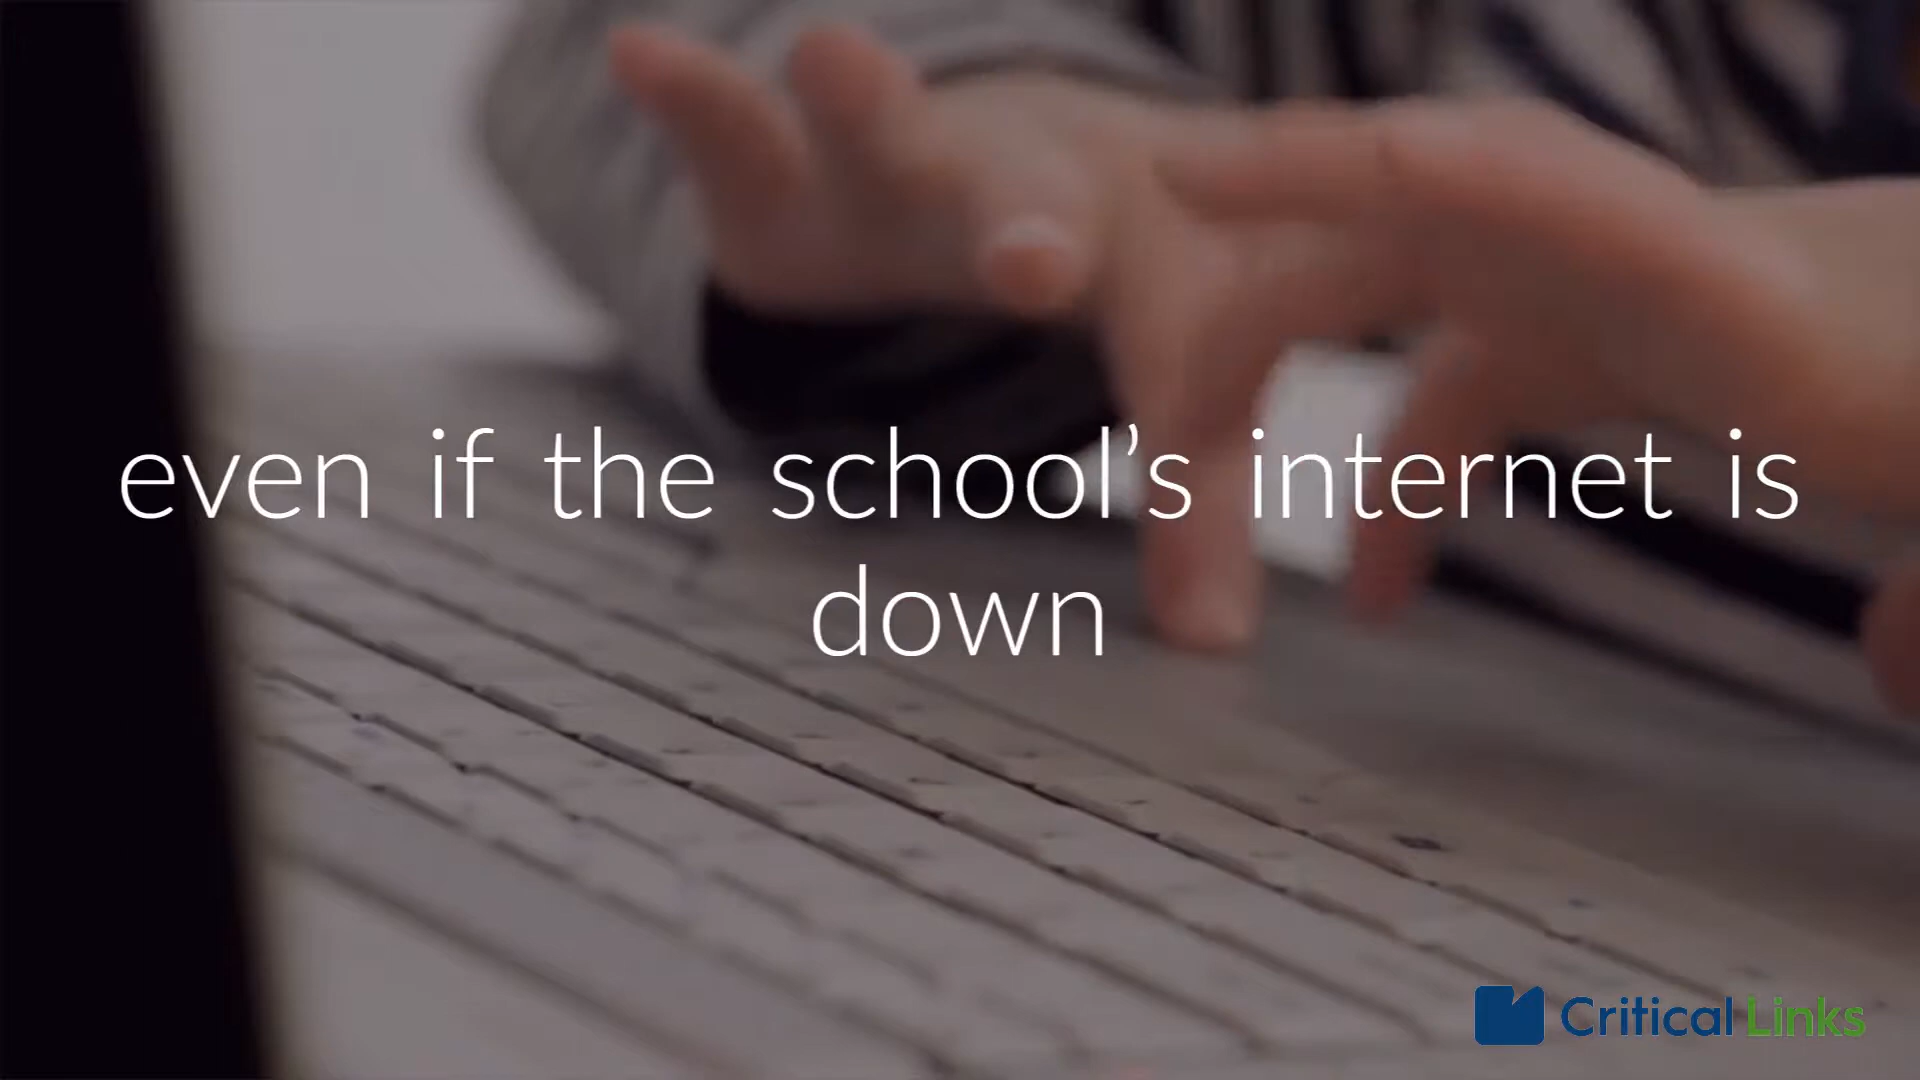 even if the school’s internet is
down
Critical Links